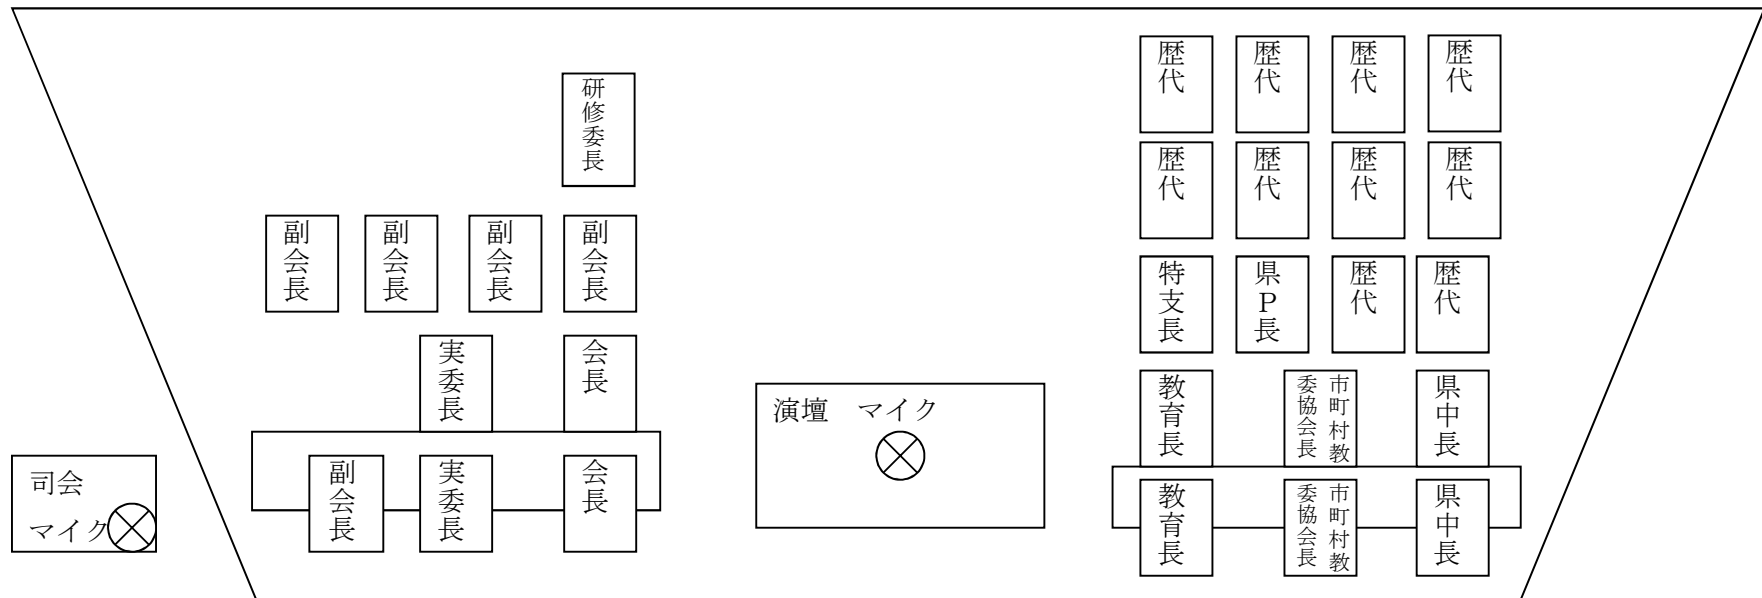 歴代
歴代
歴代
歴代
研修委長
歴代
歴代
歴代
歴代
副会長
副会長
副会長
副会長
特支長
県P長
歴代
歴代
実委長
会長
教育長
市町村教
委協会長
県中長
演壇　マイク
司会
マイク
副会長
実委長
会長
教育長
市町村教
委協会長
県中長